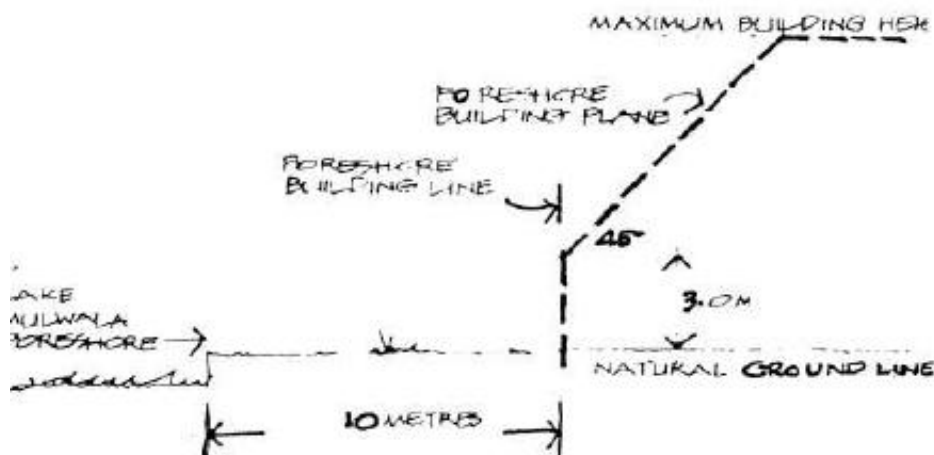 MAXIMUM BUILDING HEI
FORESHORE
BUILDING PLANE
FORESHORE
BUILDING LINE
45
AKE
MULWALA
FORESHORE
3.0M
NATURAL GROUND LINE
10 METRES